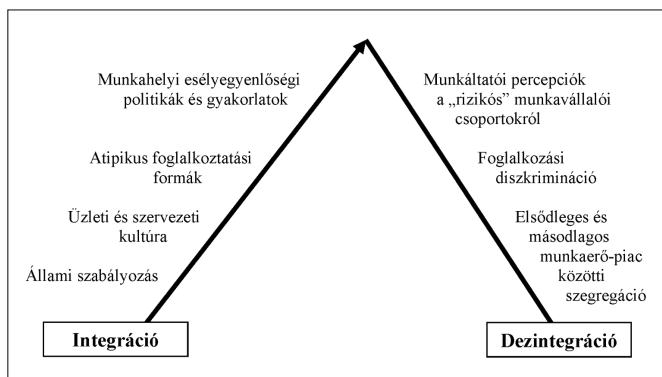 Munkahelyi esélyegyenlőségi
politikák és gyakorlatok
Atipikus foglalkoztatási
formák
Üzleti és szervezeti
kultúra
Állami szabályozás
Integráció
Munkáltatói percepciók
a „rizikós” munkavállalói
csoportokról
Foglalkozási
diszkrimináció
Elsődleges és
másodlagos
munkaerő-piac
közötti
szegregáció
Dezintegráció